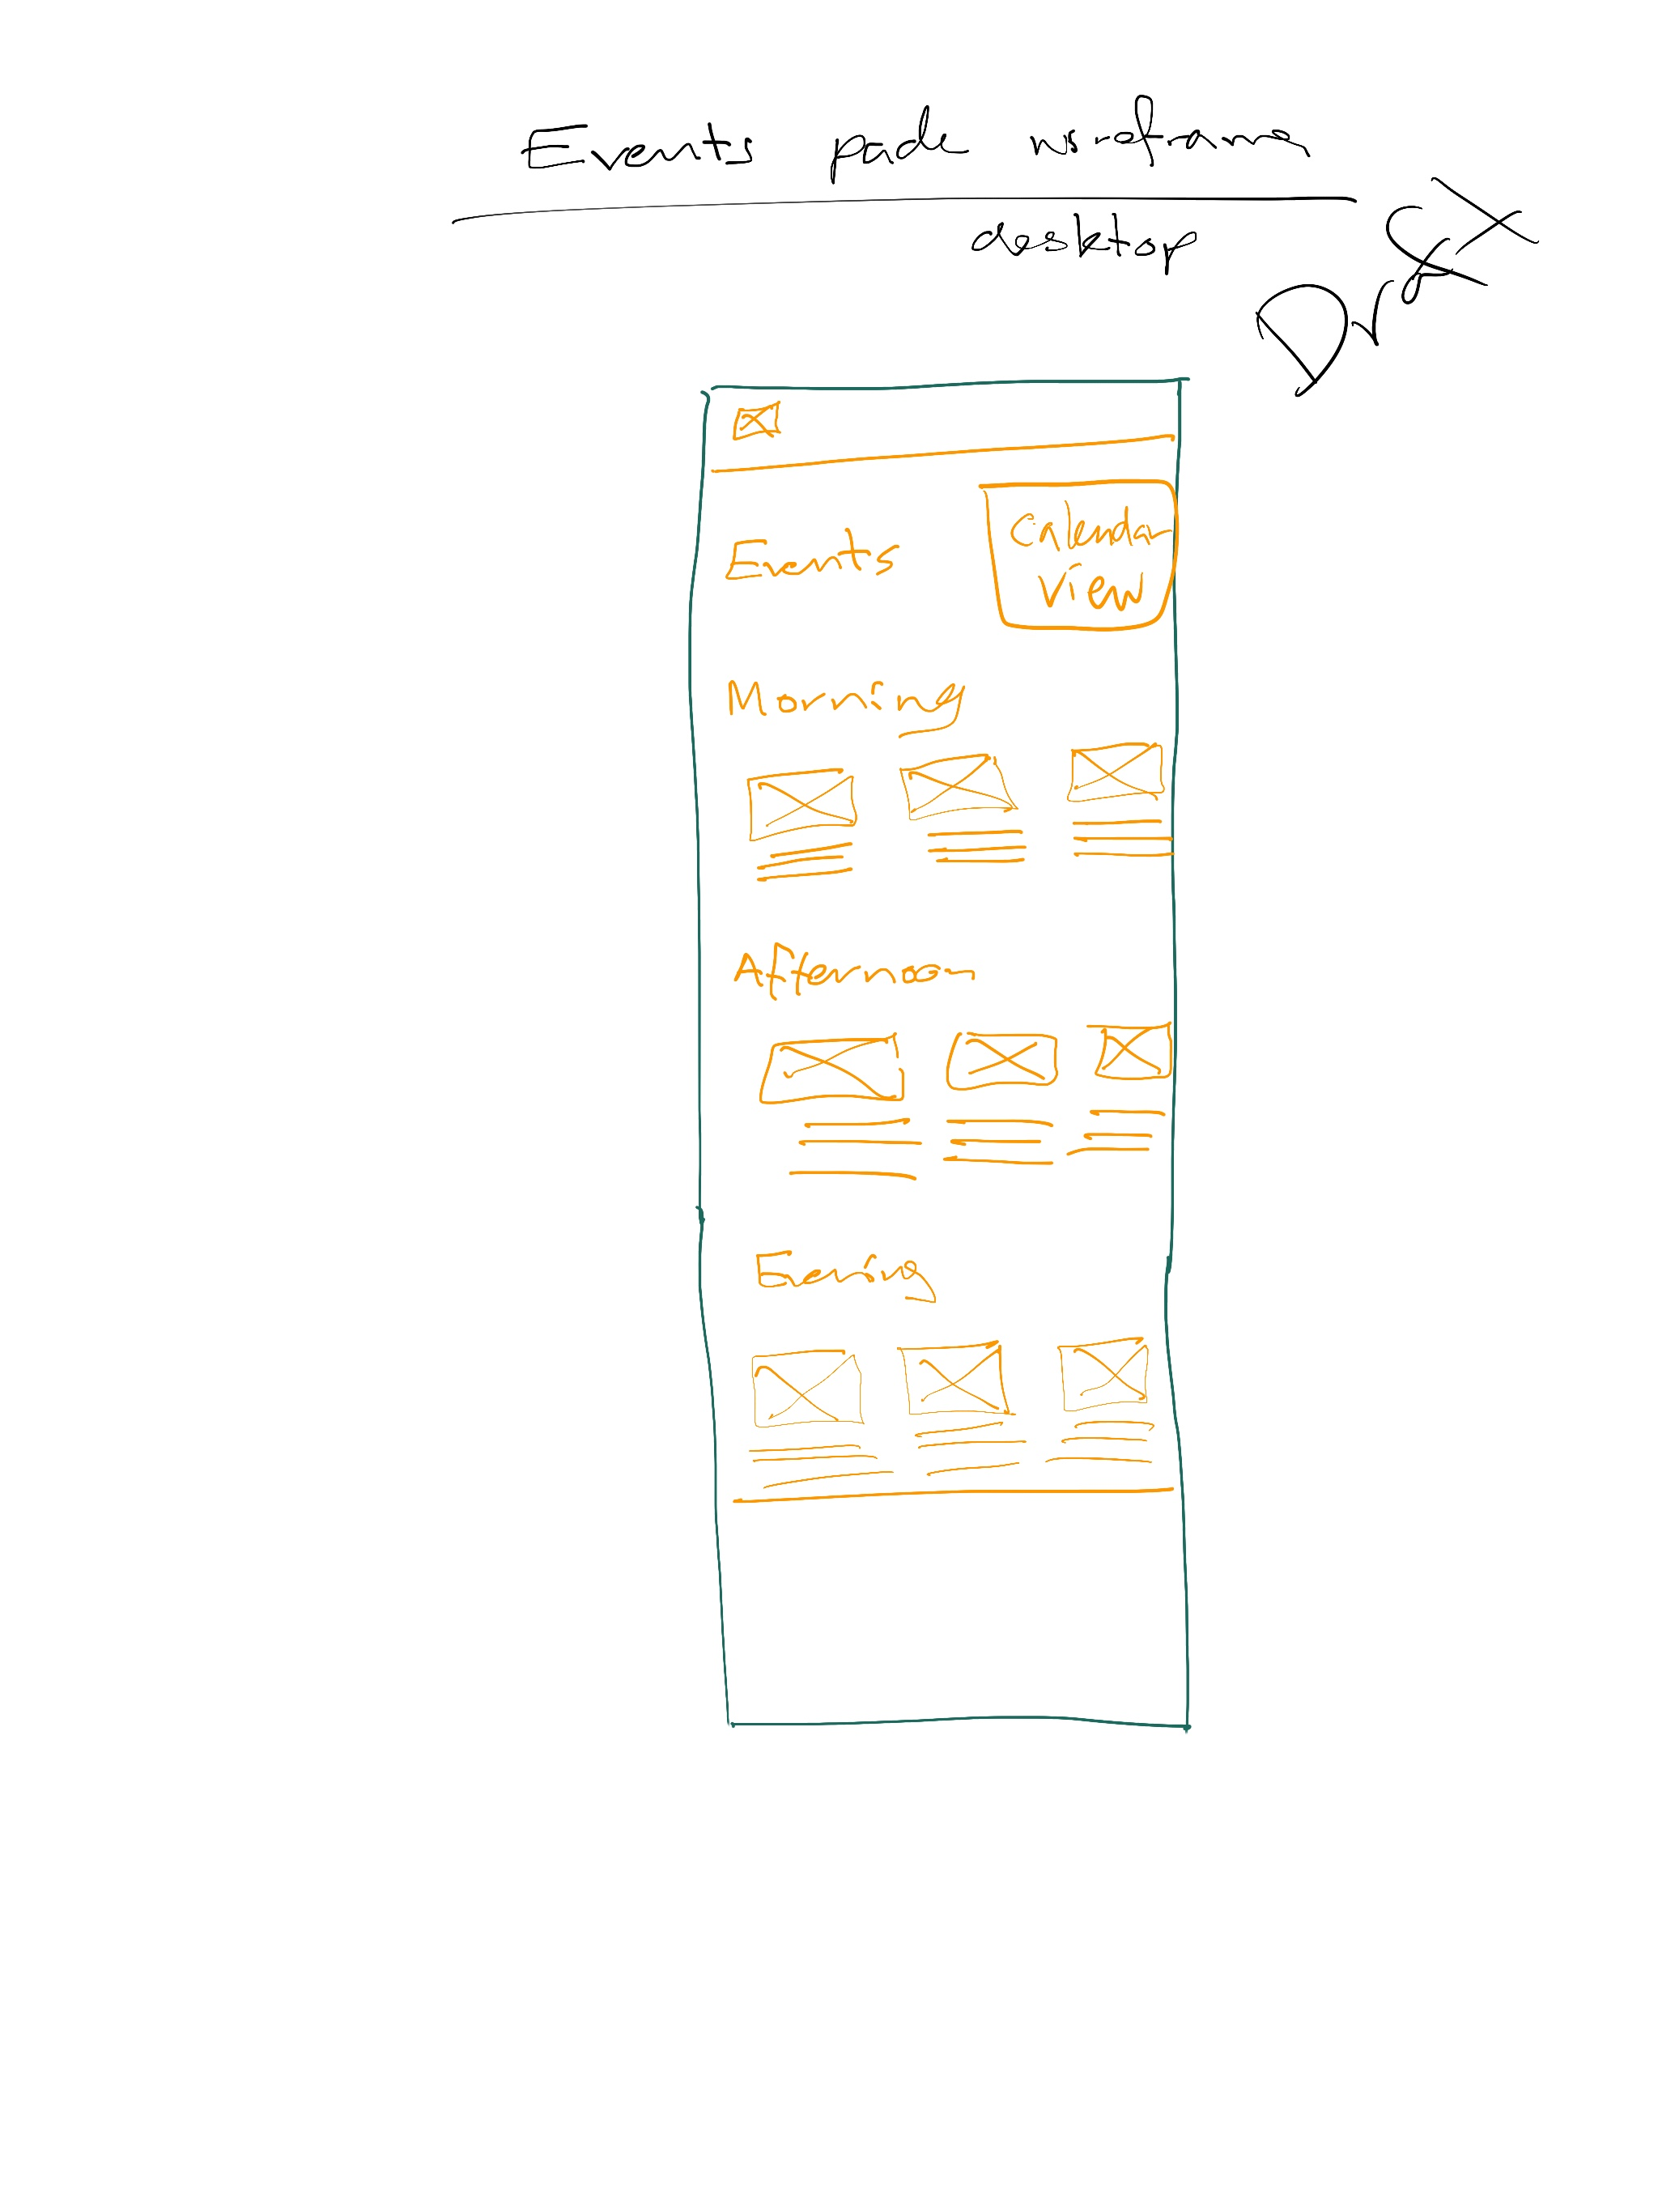 Events page wireframe
desktop
Draft
Events
Calendar
View
Morning
Afternoon
Evening